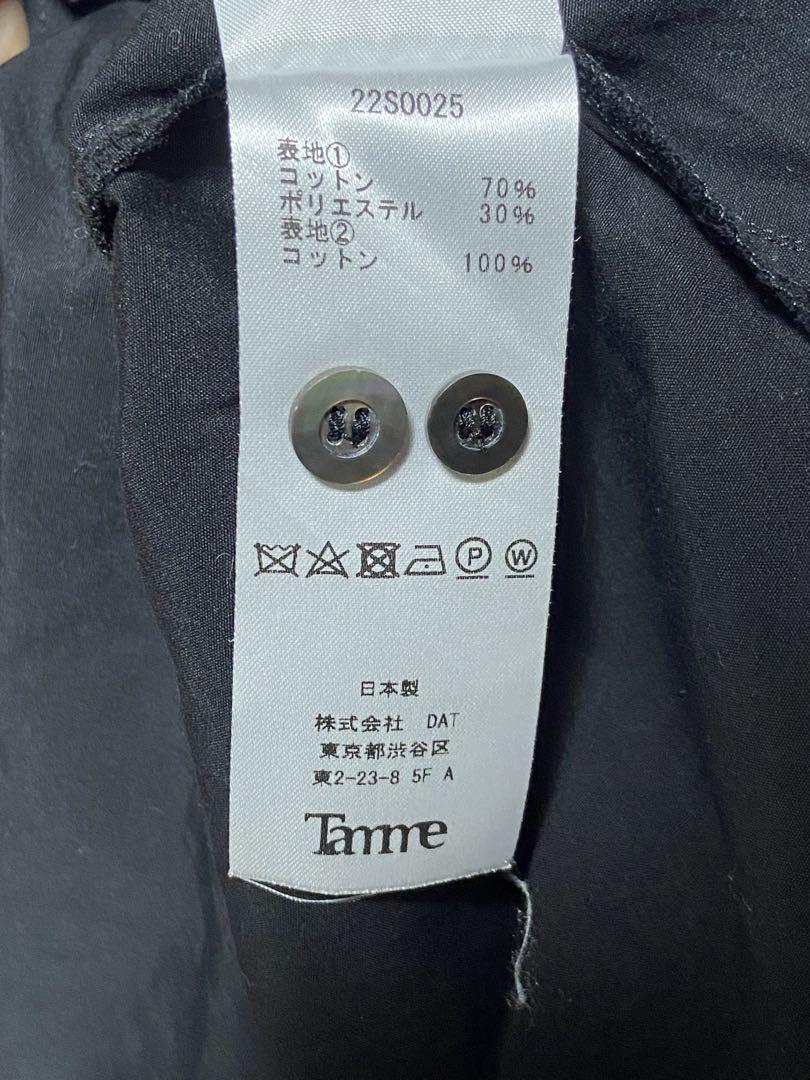 22S0025
表地①
コットン 70%
ポリエステル 30%
表地②
コットン 100%
P W
日本製
株式会社 DAT
東京都渋谷区
東2-23-8 5F A
Tamme